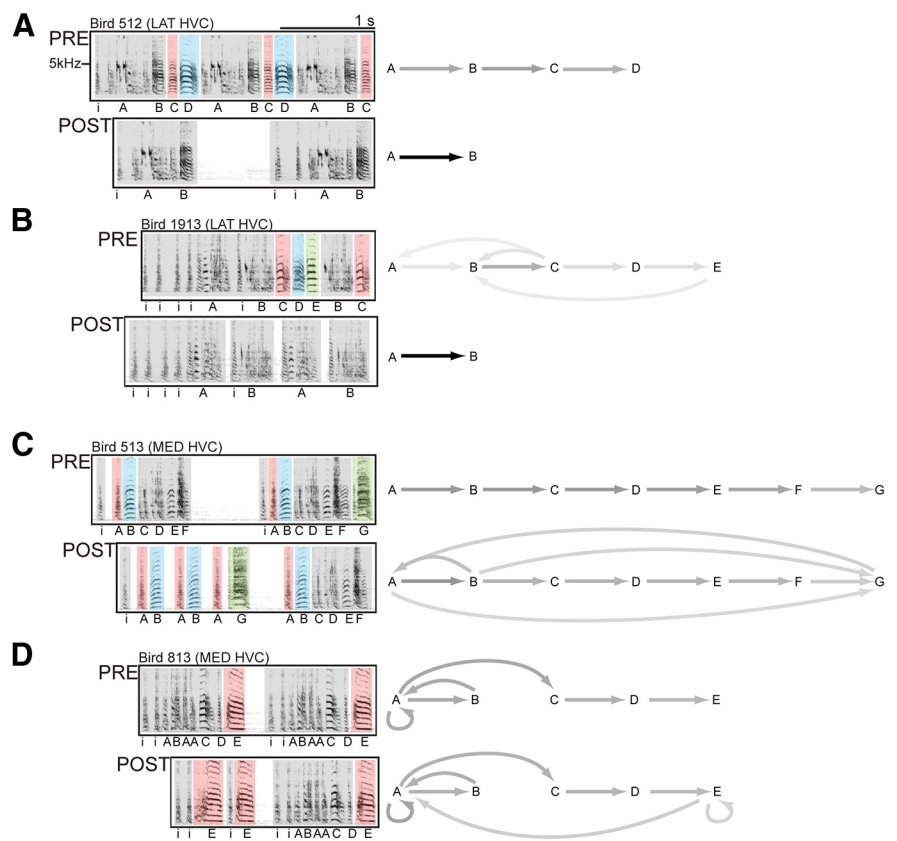 A
Bird 512 (LAT HVC)
1 s
PRE
5kHz
i A B C D A B C D A B C
A B C D
POST
i A B i i A B
A B
B
Bird 1913 (LAT HVC)
PRE
i i i i A i B C D E B C
A B C D E
POST
i i i i A i B A B
A B
C
Bird 513 (MED HVC)
PRE
i A B C D E F i A B C D E F G
A B C D E F G
POST
i A B A B A G A B C D E F
A B C D E F G
D
Bird 813 (MED HVC)
PRE
i i A B A A C D E i i A B A A C D E
A B C D E
POST
i i E i E i i A B A A C D E
A B C D E